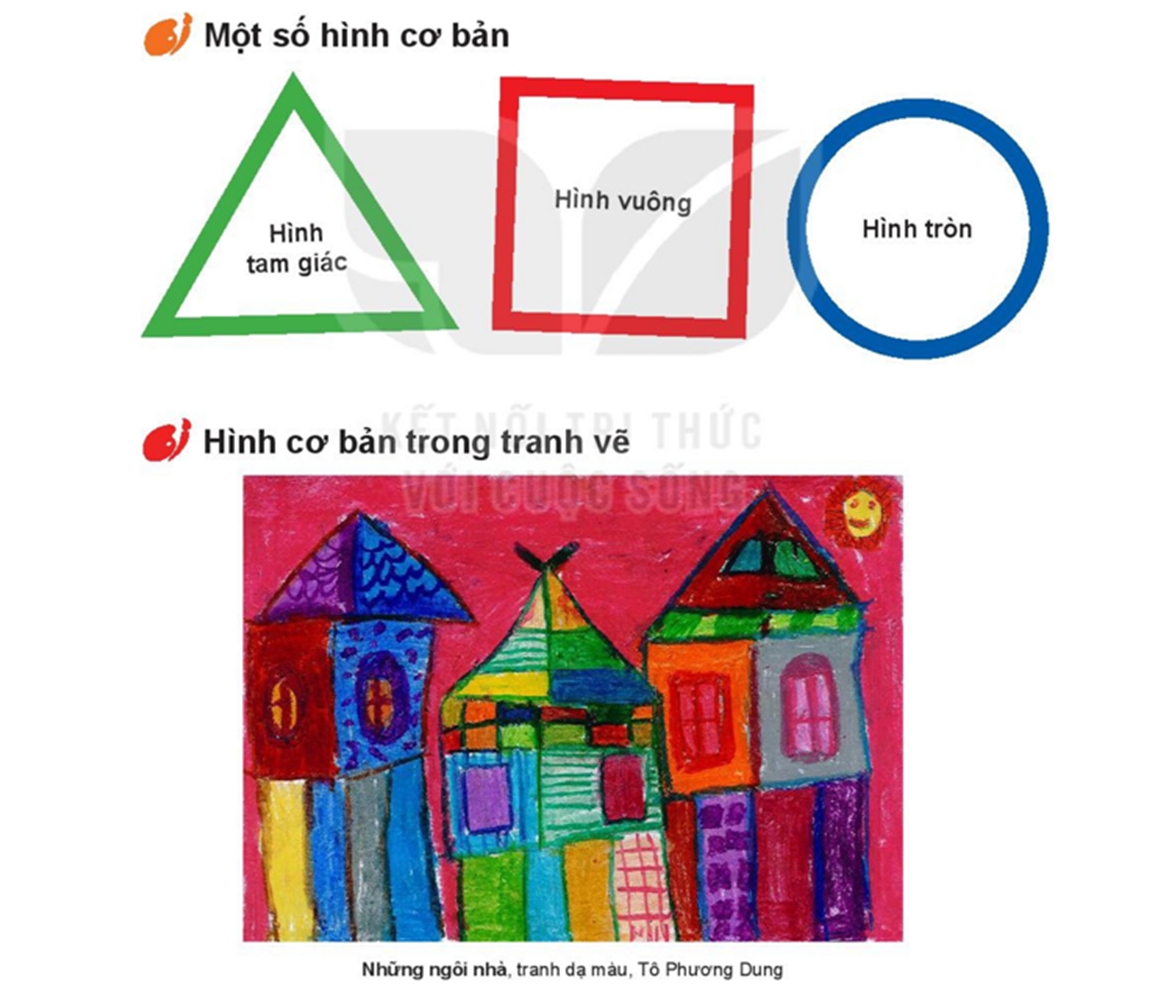 Một số hình cơ bản
Hình
tam giác
Hình vuông
Hình tròn
KẾT NỐI TRI THỨC
VỚI CUỘC SỐNG
Hình cơ bản trong tranh vẽ
Những ngôi nhà, tranh dạ màu, Tô Phương Dung